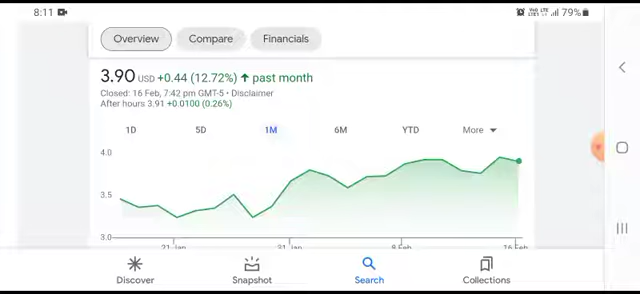 8:11 79%
Overview Compare Financials
3.90 USD +0.44 (12.72%) ↑ past month
Closed: 16 Feb, 7:42 pm GMT-5 • Disclaimer
After hours 3.91 +0.0100 (0.26%)
1D 5D 1M 6M YTD More
4.0
3.5
3.0
21 Jan 31 Jan 8 Feb 16 Feb
Discover Snapshot Search Collections